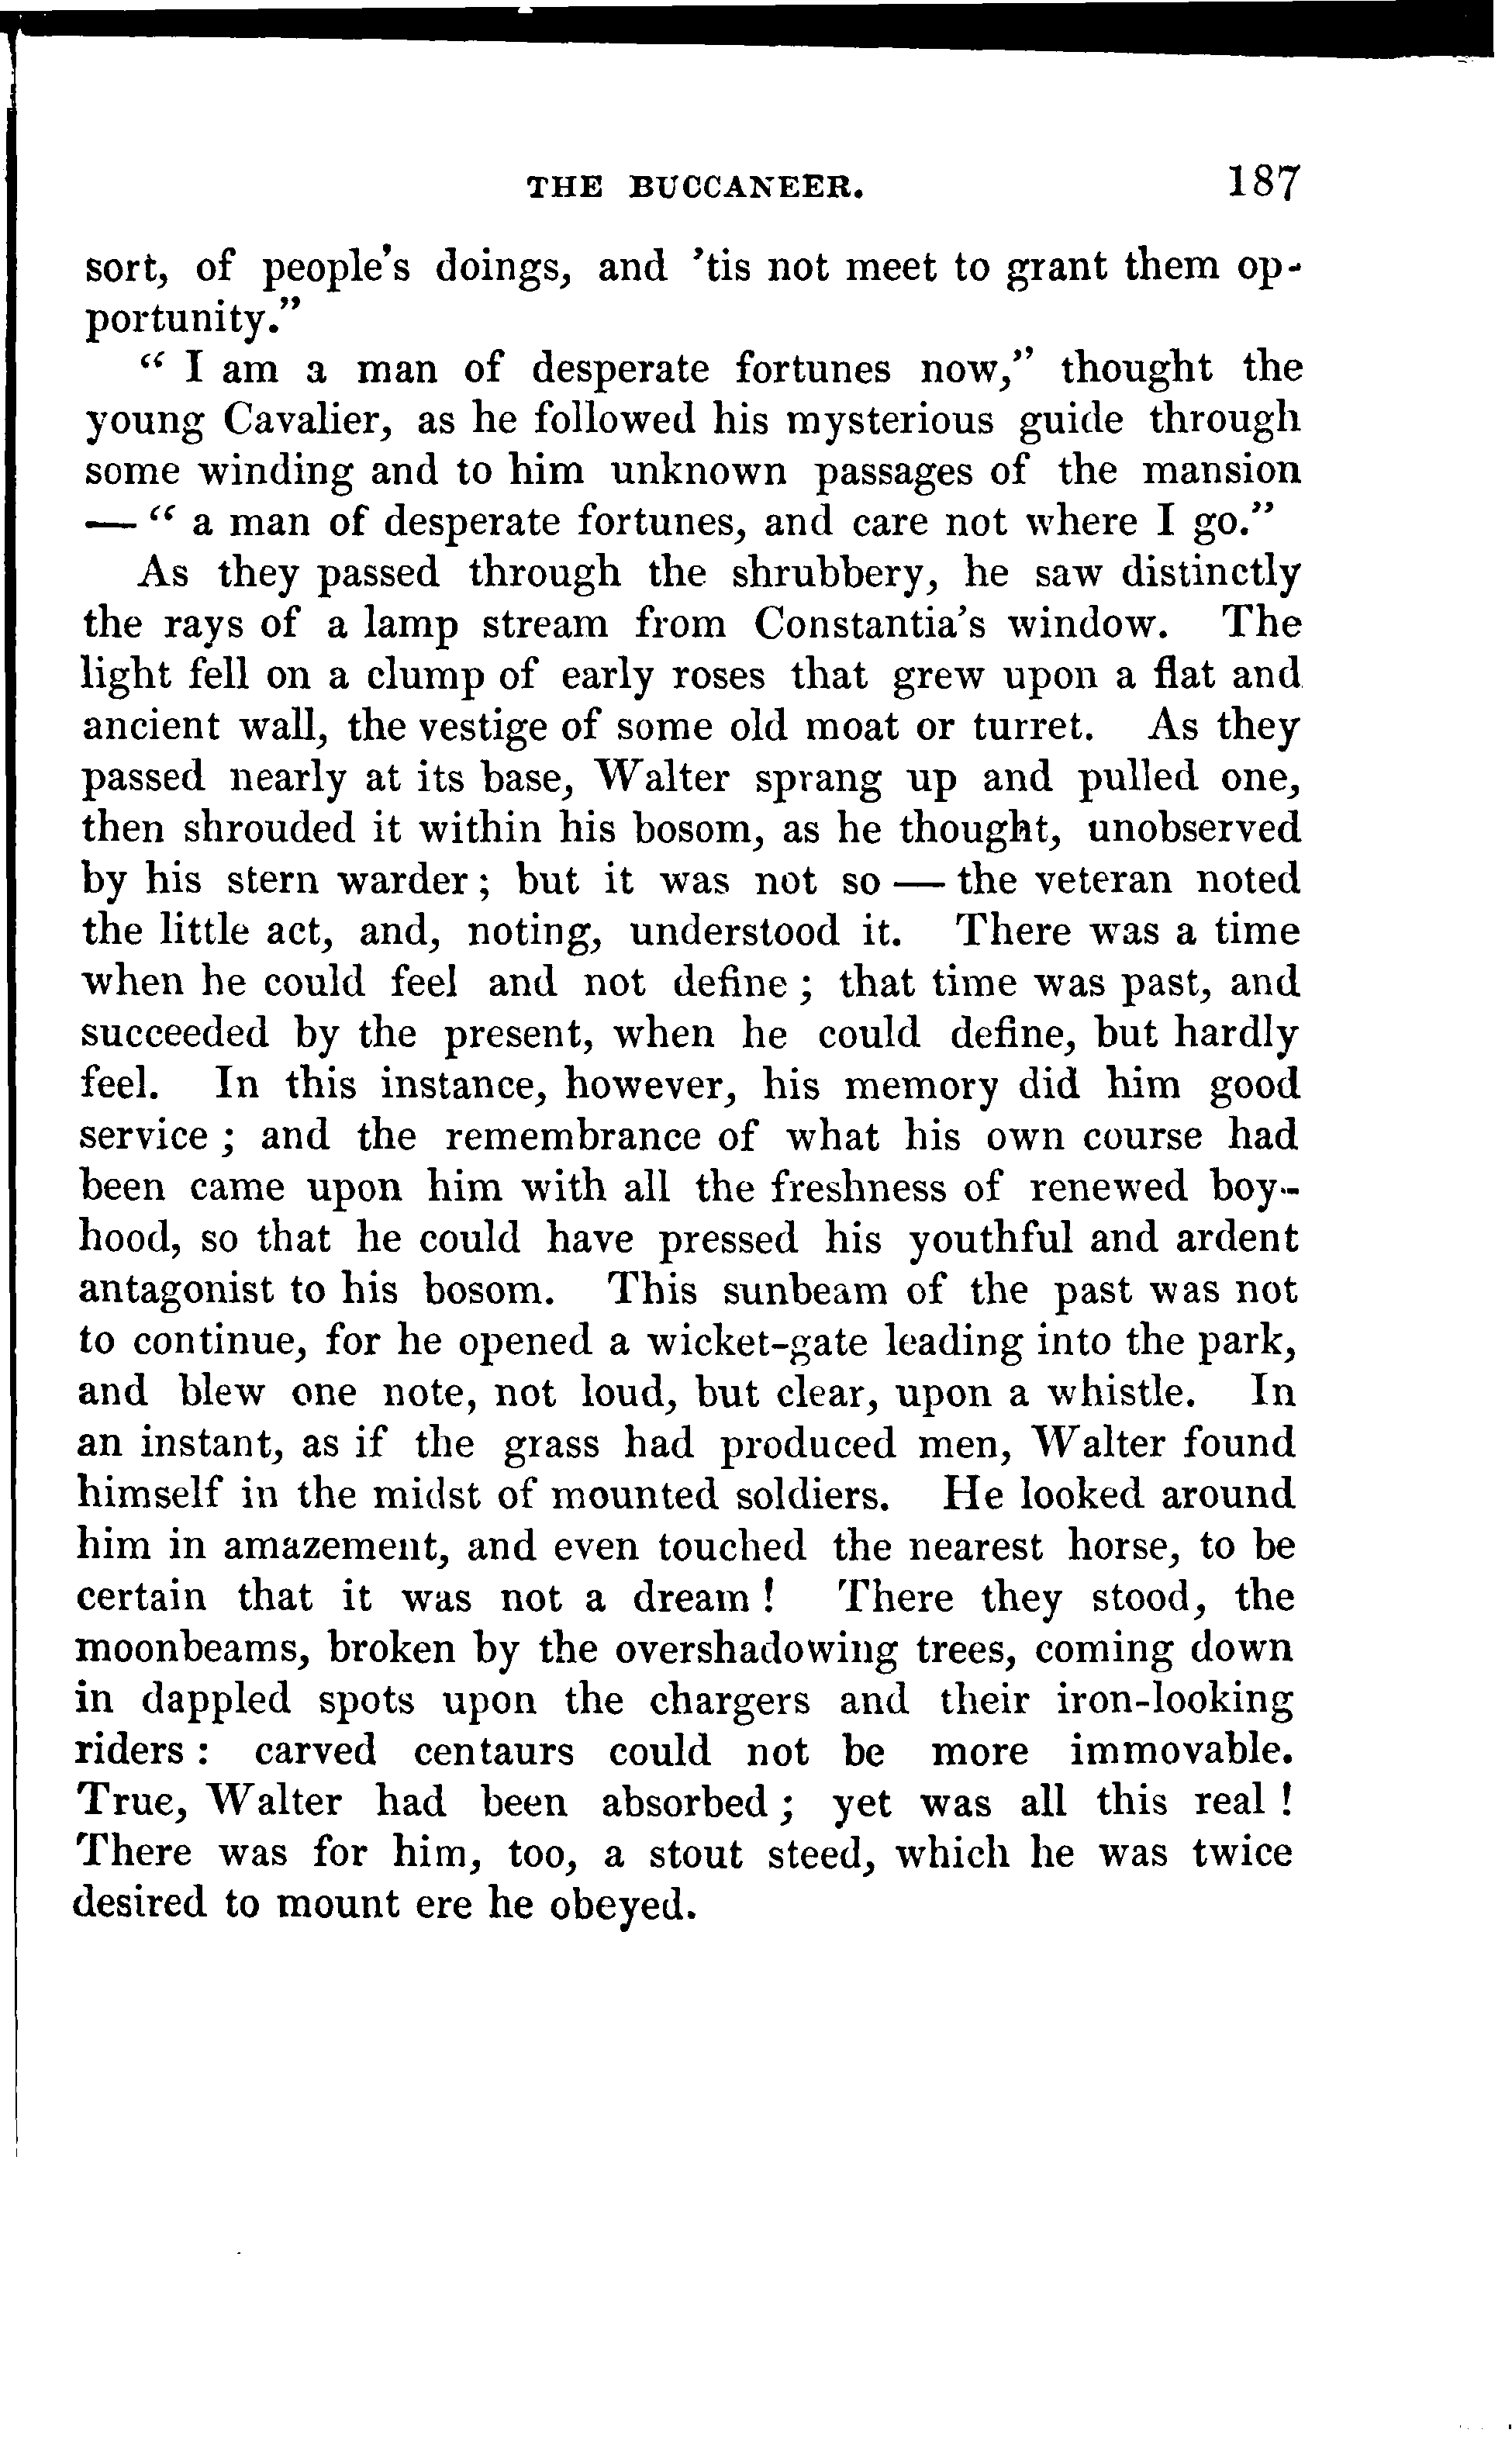 THE BUCCANEER. 187
sort, of people's doings, and 'tis not meet to grant them op-
portunity."
" I am a man of desperate fortunes now," thought the
young Cavalier, as he followed his mysterious guide through
some winding and to him unknown passages of the mansion
— " a man of desperate fortunes, and care not where I go."
As they passed through the shrubbery, he saw distinctly
the rays of a lamp stream from Constantia's window. The
light fell on a clump of early roses that grew upon a flat and
ancient wall, the vestige of some old moat or turret. As they
passed nearly at its base, Walter sprang up and pulled one,
then shrouded it within his bosom, as he thought, unobserved
by his stern warder ; but it was not so — the veteran noted
the little act, and, noting, understood it. There was a time
when he could feel and not define ; that time was past, and
succeeded by the present, when he could define, but hardly
feel. In this instance, however, his memory did him good
service ; and the remembrance of what his own course had
been came upon him with all the freshness of renewed boy-
hood, so that he could have pressed his youthful and ardent
antagonist to his bosom. This sunbeam of the past was not
to continue, for he opened a wicket-gate leading into the park,
and blew one note, not loud, but clear, upon a whistle. In
an instant, as if the grass had produced men, Walter found
himself in the midst of mounted soldiers. He looked around
him in amazement, and even touched the nearest horse, to be
certain that it was not a dream ! There they stood, the
moonbeams, broken by the overshadowing trees, coming down
in dappled spots upon the chargers and their iron-looking
riders : carved centaurs could not be more immovable.
True, Walter had been absorbed ; yet was all this real !
There was for him, too, a stout steed, which he was twice
desired to mount ere he obeyed.